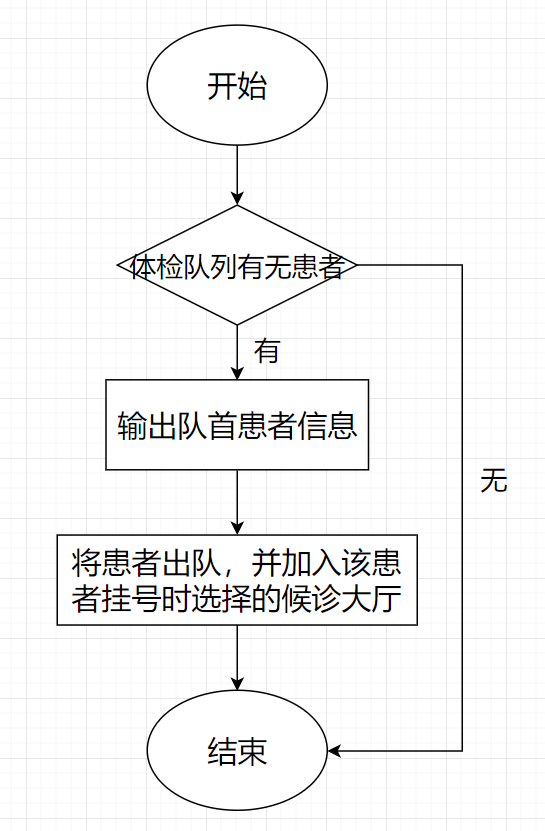 开始
体检队列有无患者
有
输出队首患者信息
无
将患者出队，并加入该患
者挂号时选择的候诊大厅
结束